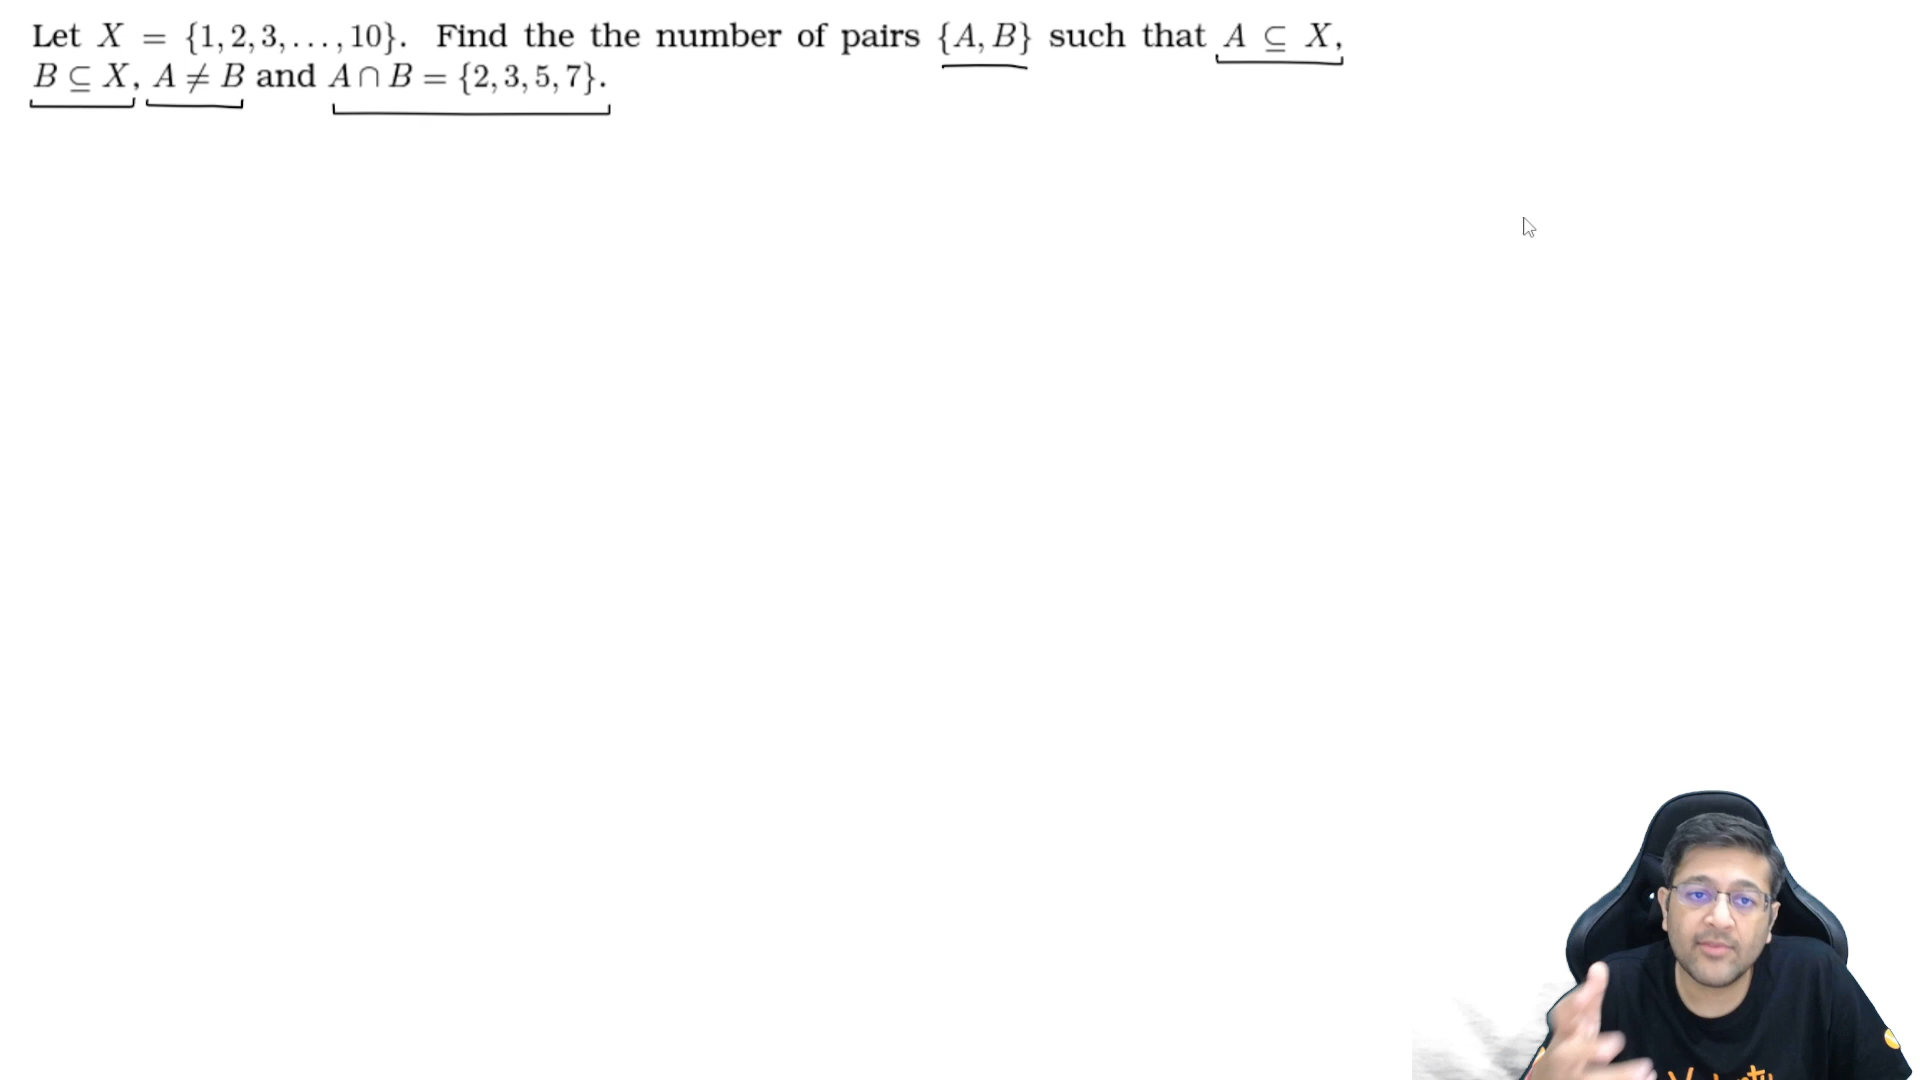 Let X = {1, 2, 3, . . . , 10}. Find the the number of pairs {A, B} such that A ⊆ X,
B ⊆ X, A ≠ B and A ∩ B = {2, 3, 5, 7}.